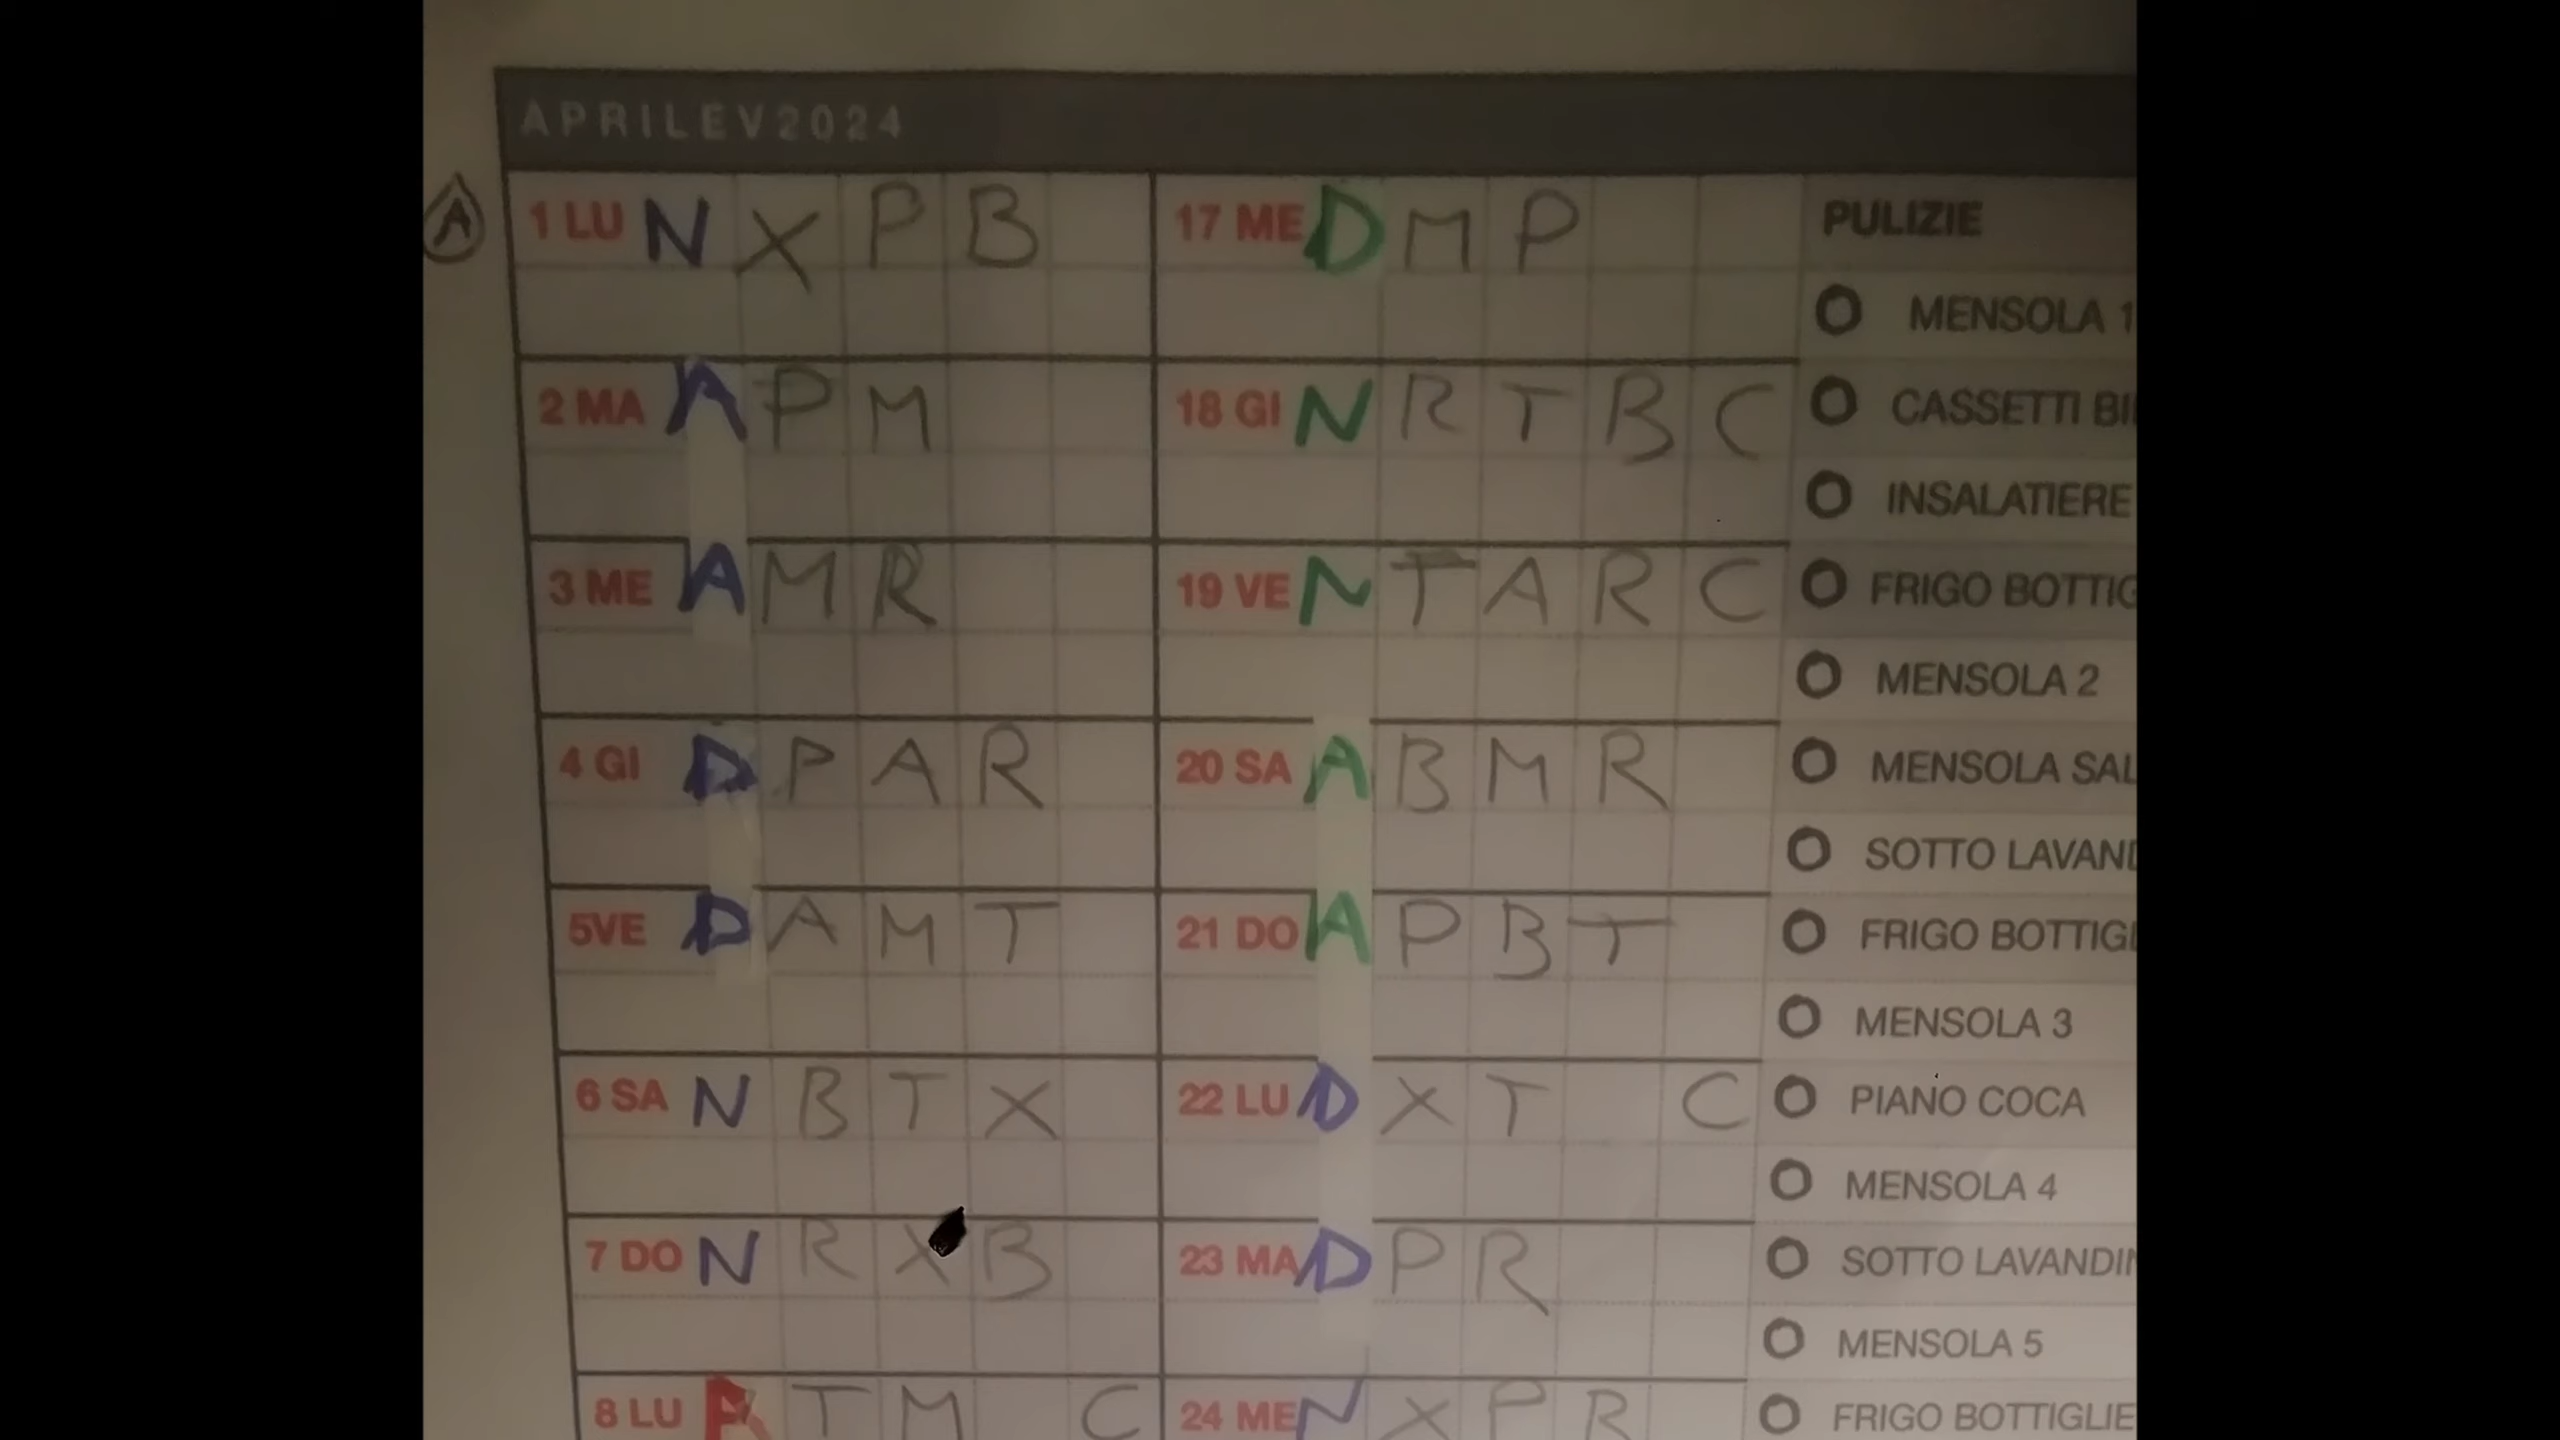 APRILEV2024
A
1 LU N X P B
2 MA A P M
3 ME A M R
4 GI D P A R
5VE D A M T
6 SA N B T X
7 DO N R X B
8 LU A T M C
17 ME D M P
18 GI N R T B C
19 VE N T A R C
20 SA A B M R
21 DO A P B T
22 LU D X T C
23 MA D P R
24 ME N X P R
PULIZIE
MENSOLA 1
CASSETTI
INSALATIERE
FRIGO
MENSOLA 2
MENSOLA
SOTTO
FRIGO
MENSOLA 3
PIANO COCA
MENSOLA 4
SOTTO
MENSOLA 5
FRIGO BOTTIGLIE